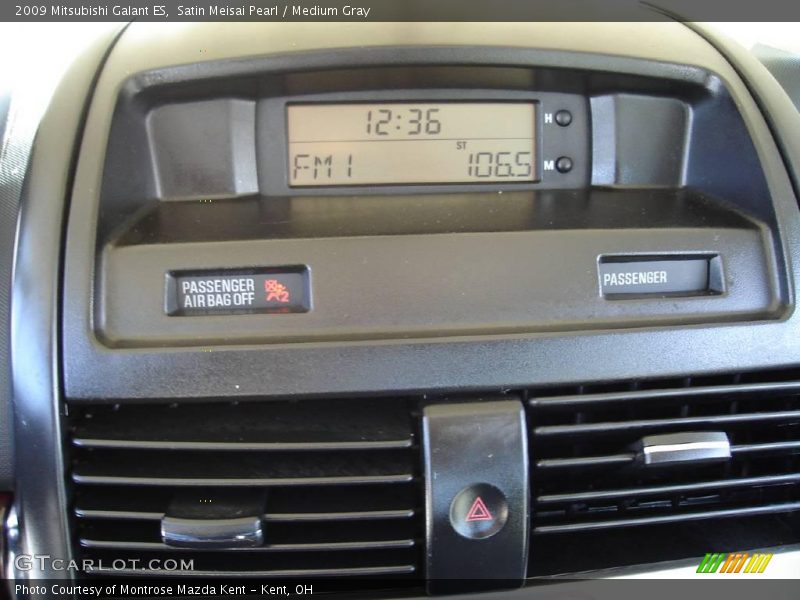 2009 Mitsubishi Galant ES,  Satin Meisai Pearl / Medium Gray
12:36
H
ST
FM1 106.5
M
PASSENGER
AIR BAG OFF 2
PASSENGER
GTCARLOT.COM
Photo Courtesy of Montrose Mazda Kent - Kent, OH